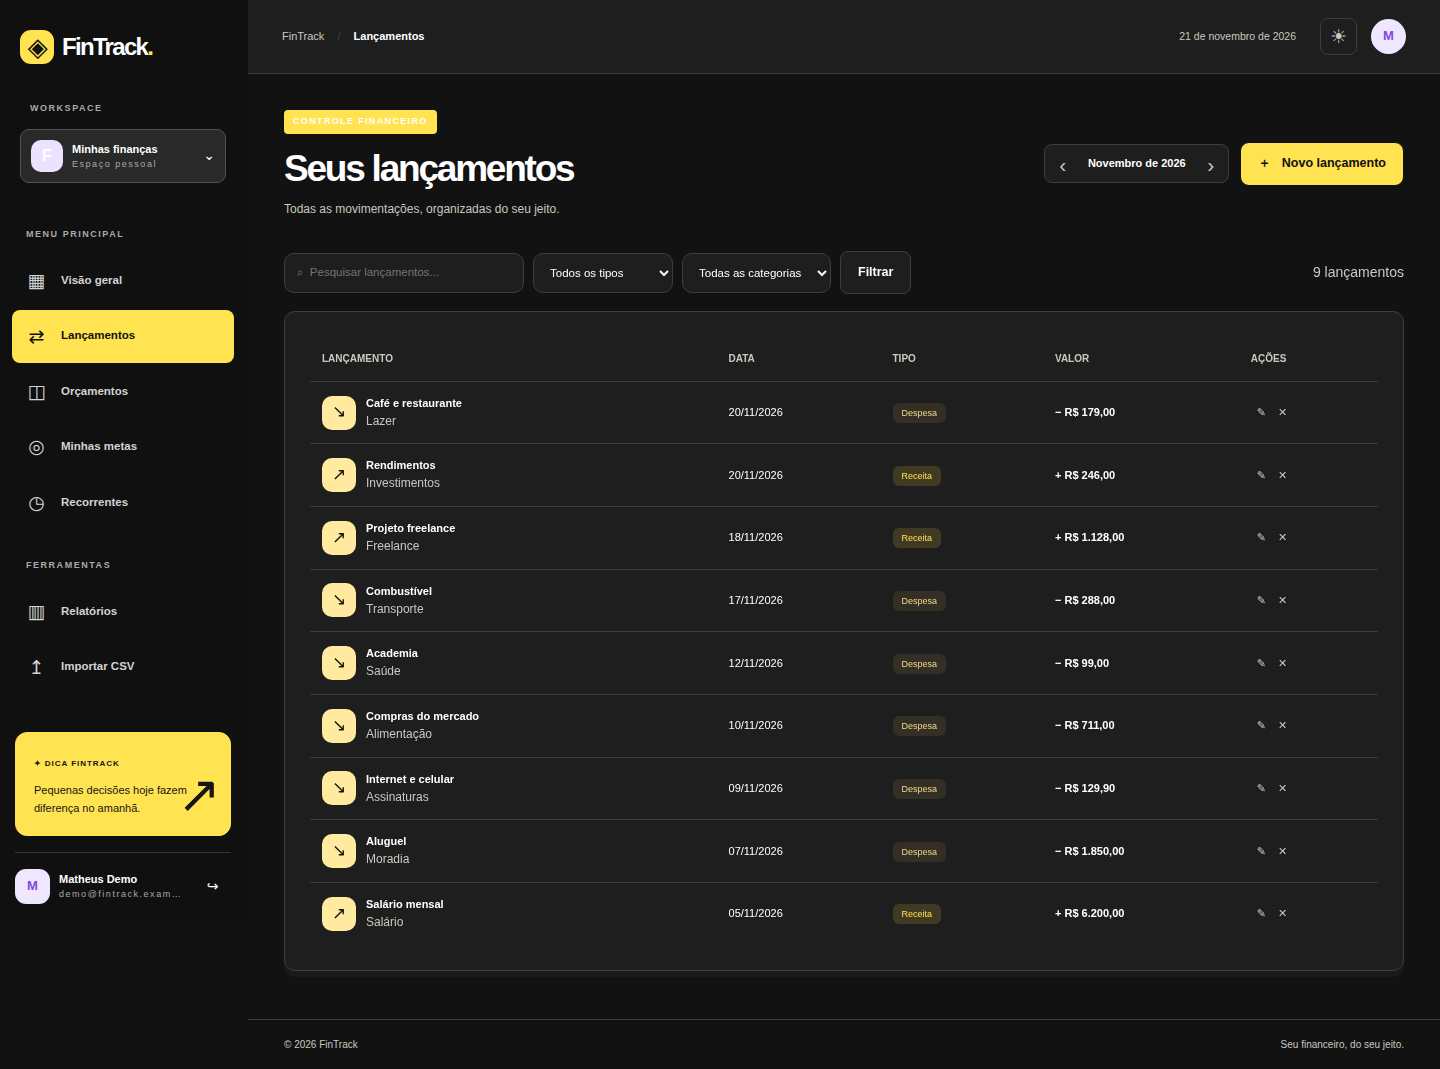 FinTrack.
WORKSPACE
F
Minhas finanças
Espaço pessoal
MENU PRINCIPAL
Visão geral
Lançamentos
Orçamentos
Minhas metas
Recorrentes
FERRAMENTAS
Relatórios
Importar CSV
✦ DICA FINTRACK
Pequenas decisões hoje fazem
diferença no amanhã.
M
Matheus Demo
demo@fintrack.exam...
FinTrack / Lançamentos
21 de novembro de 2026
M
CONTROLE FINANCEIRO
Seus lançamentos
Todas as movimentações, organizadas do seu jeito.
‹ Novembro de 2026 ›
+ Novo lançamento
Pesquisar lançamentos...
Todos os tipos
Todas as categorias
Filtrar
9 lançamentos
LANÇAMENTO DATA TIPO VALOR AÇÕES
Café e restaurante
Lazer
20/11/2026 Despesa − R$ 179,00 ✎ ✕
Rendimentos
Investimentos
20/11/2026 Receita + R$ 246,00 ✎ ✕
Projeto freelance
Freelance
18/11/2026 Receita + R$ 1.128,00 ✎ ✕
Combustível
Transporte
17/11/2026 Despesa − R$ 288,00 ✎ ✕
Academia
Saúde
12/11/2026 Despesa − R$ 99,00 ✎ ✕
Compras do mercado
Alimentação
10/11/2026 Despesa − R$ 711,00 ✎ ✕
Internet e celular
Assinaturas
09/11/2026 Despesa − R$ 129,90 ✎ ✕
Aluguel
Moradia
07/11/2026 Despesa − R$ 1.850,00 ✎ ✕
Salário mensal
Salário
05/11/2026 Receita + R$ 6.200,00 ✎ ✕
© 2026 FinTrack
Seu financeiro, do seu jeito.